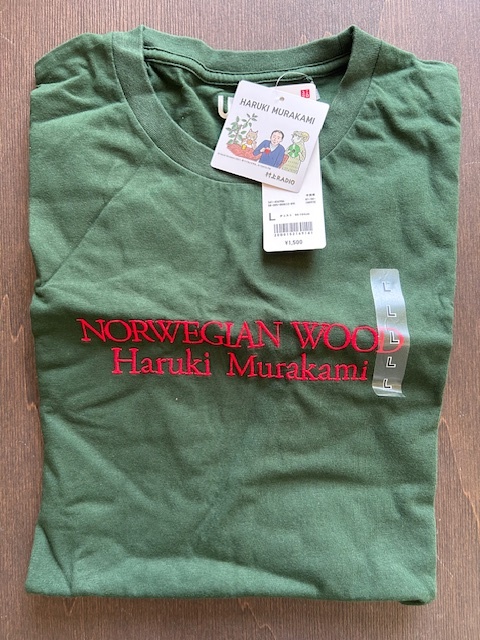 HARUKI MURAKAMI
村上RADIO
L
¥1,500
L
L
L
L
L
NORWEGIAN WOOD
Haruki Murakami